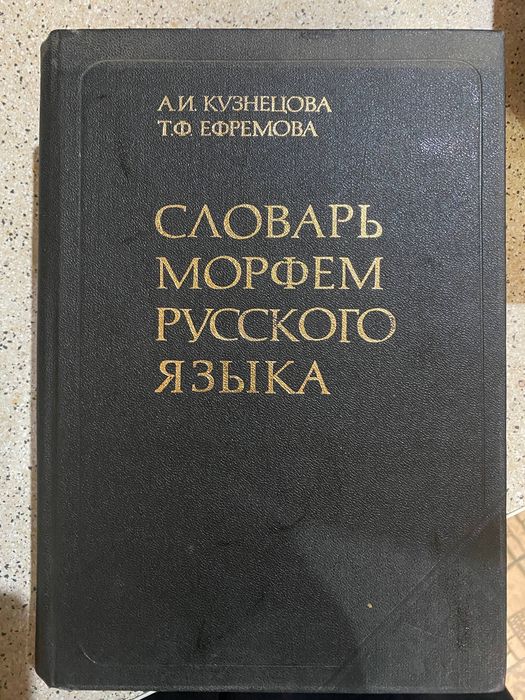 А.И. КУЗНЕЦОВА
Т.Ф. ЕФРЕМОВА
СЛОВАРЬ
МОРФЕМ
РУССКОГО
ЯЗЫКА